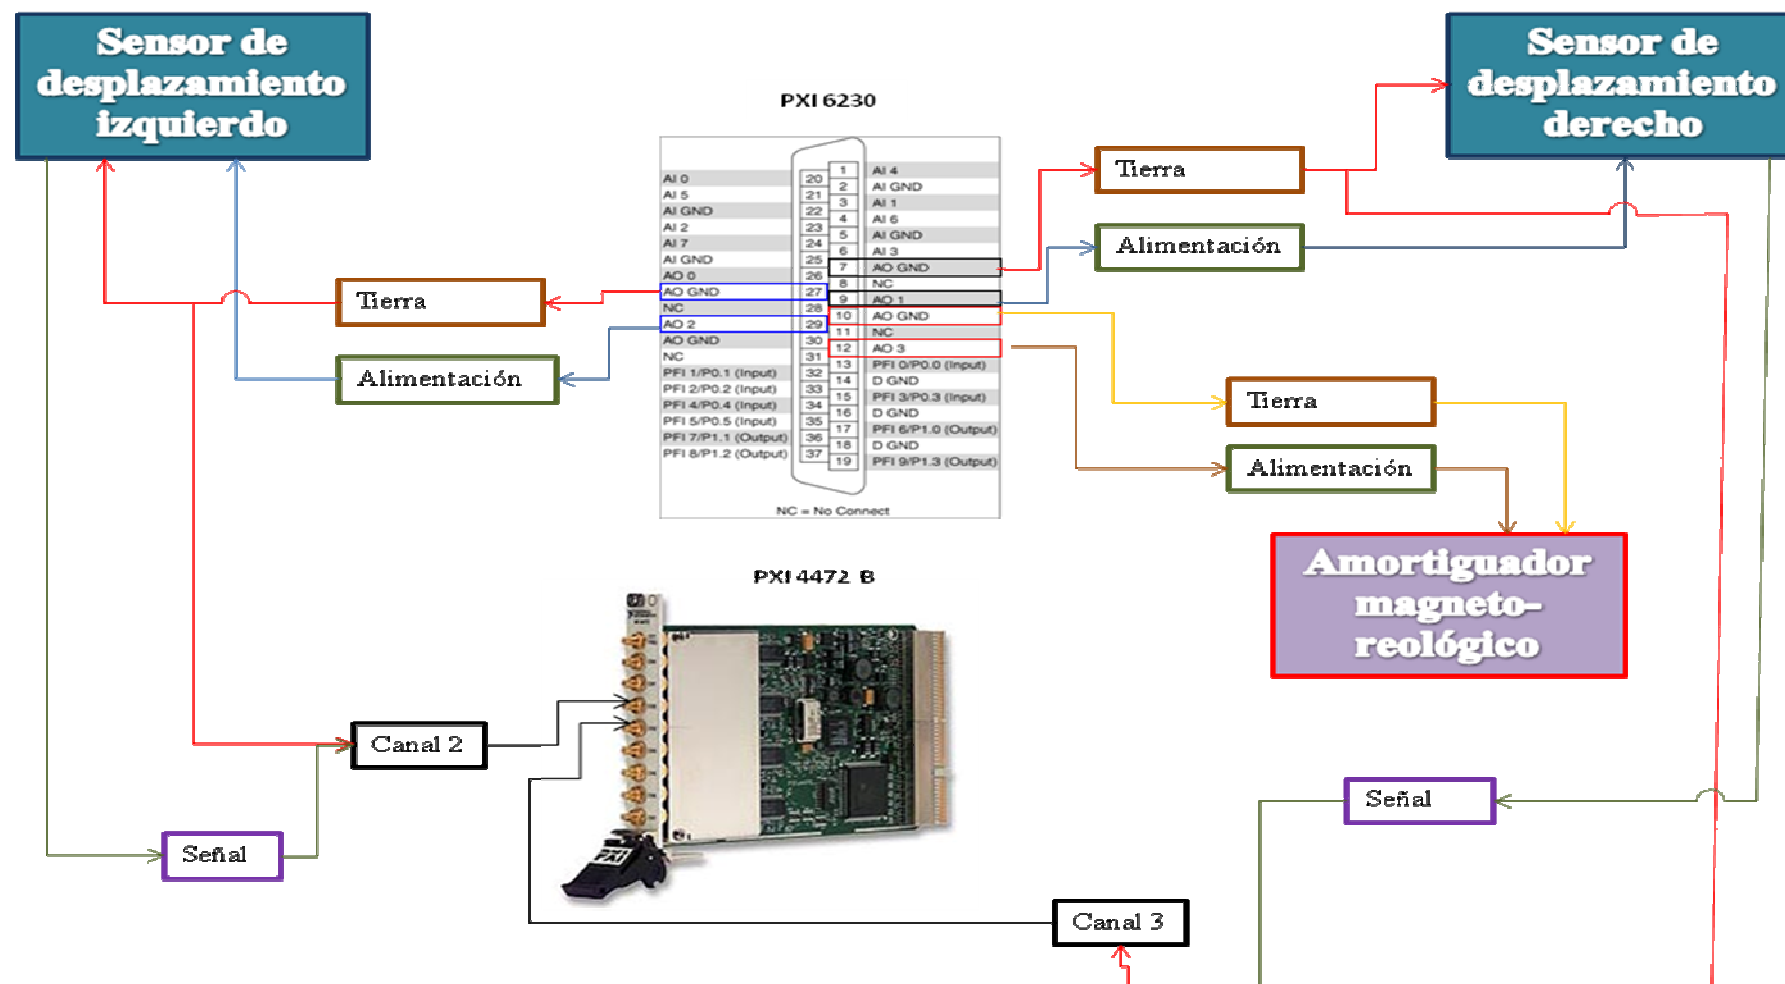 Sensor de
desplazamiento
izquierdo
PXI 6230
Sensor de
desplazamiento
derecho
AI 0
AI 5
AI GND
AI 2
AI 7
AI GND
AO 0
AO GND
NC
AO 2
AO GND
NC
PFI 1/P0.1 (Input)
PFI 2/P0.2 (Input)
PFI 4/P0.4 (Input)
PFI 5/P0.5 (Input)
PFI 7/P1.1 (Output)
PFI 8/P1.2 (Output)
20
21
22
23
24
25
26
27
28
29
30
31
32
33
34
35
36
37
1
2
3
4
5
6
7
8
9
10
11
12
13
14
15
16
17
18
19
AI 4
AI GND
AI 1
AI 6
AI GND
AI 3
AO GND
NC
AO 1
AO GND
NC
AO 3
PFI 0/P0.0 (Input)
D GND
PFI 3/P0.3 (Input)
D GND
PFI 6/P1.0 (Output)
D GND
PFI 9/P1.3 (Output)
NC = No Connect
Tierra
Alimentación
Tierra
Alimentación
Tierra
Alimentación
Amortiguador
magneto-
reológico
PXI 4472 B
PXI
Canal 2
Señal
Señal
Canal 3